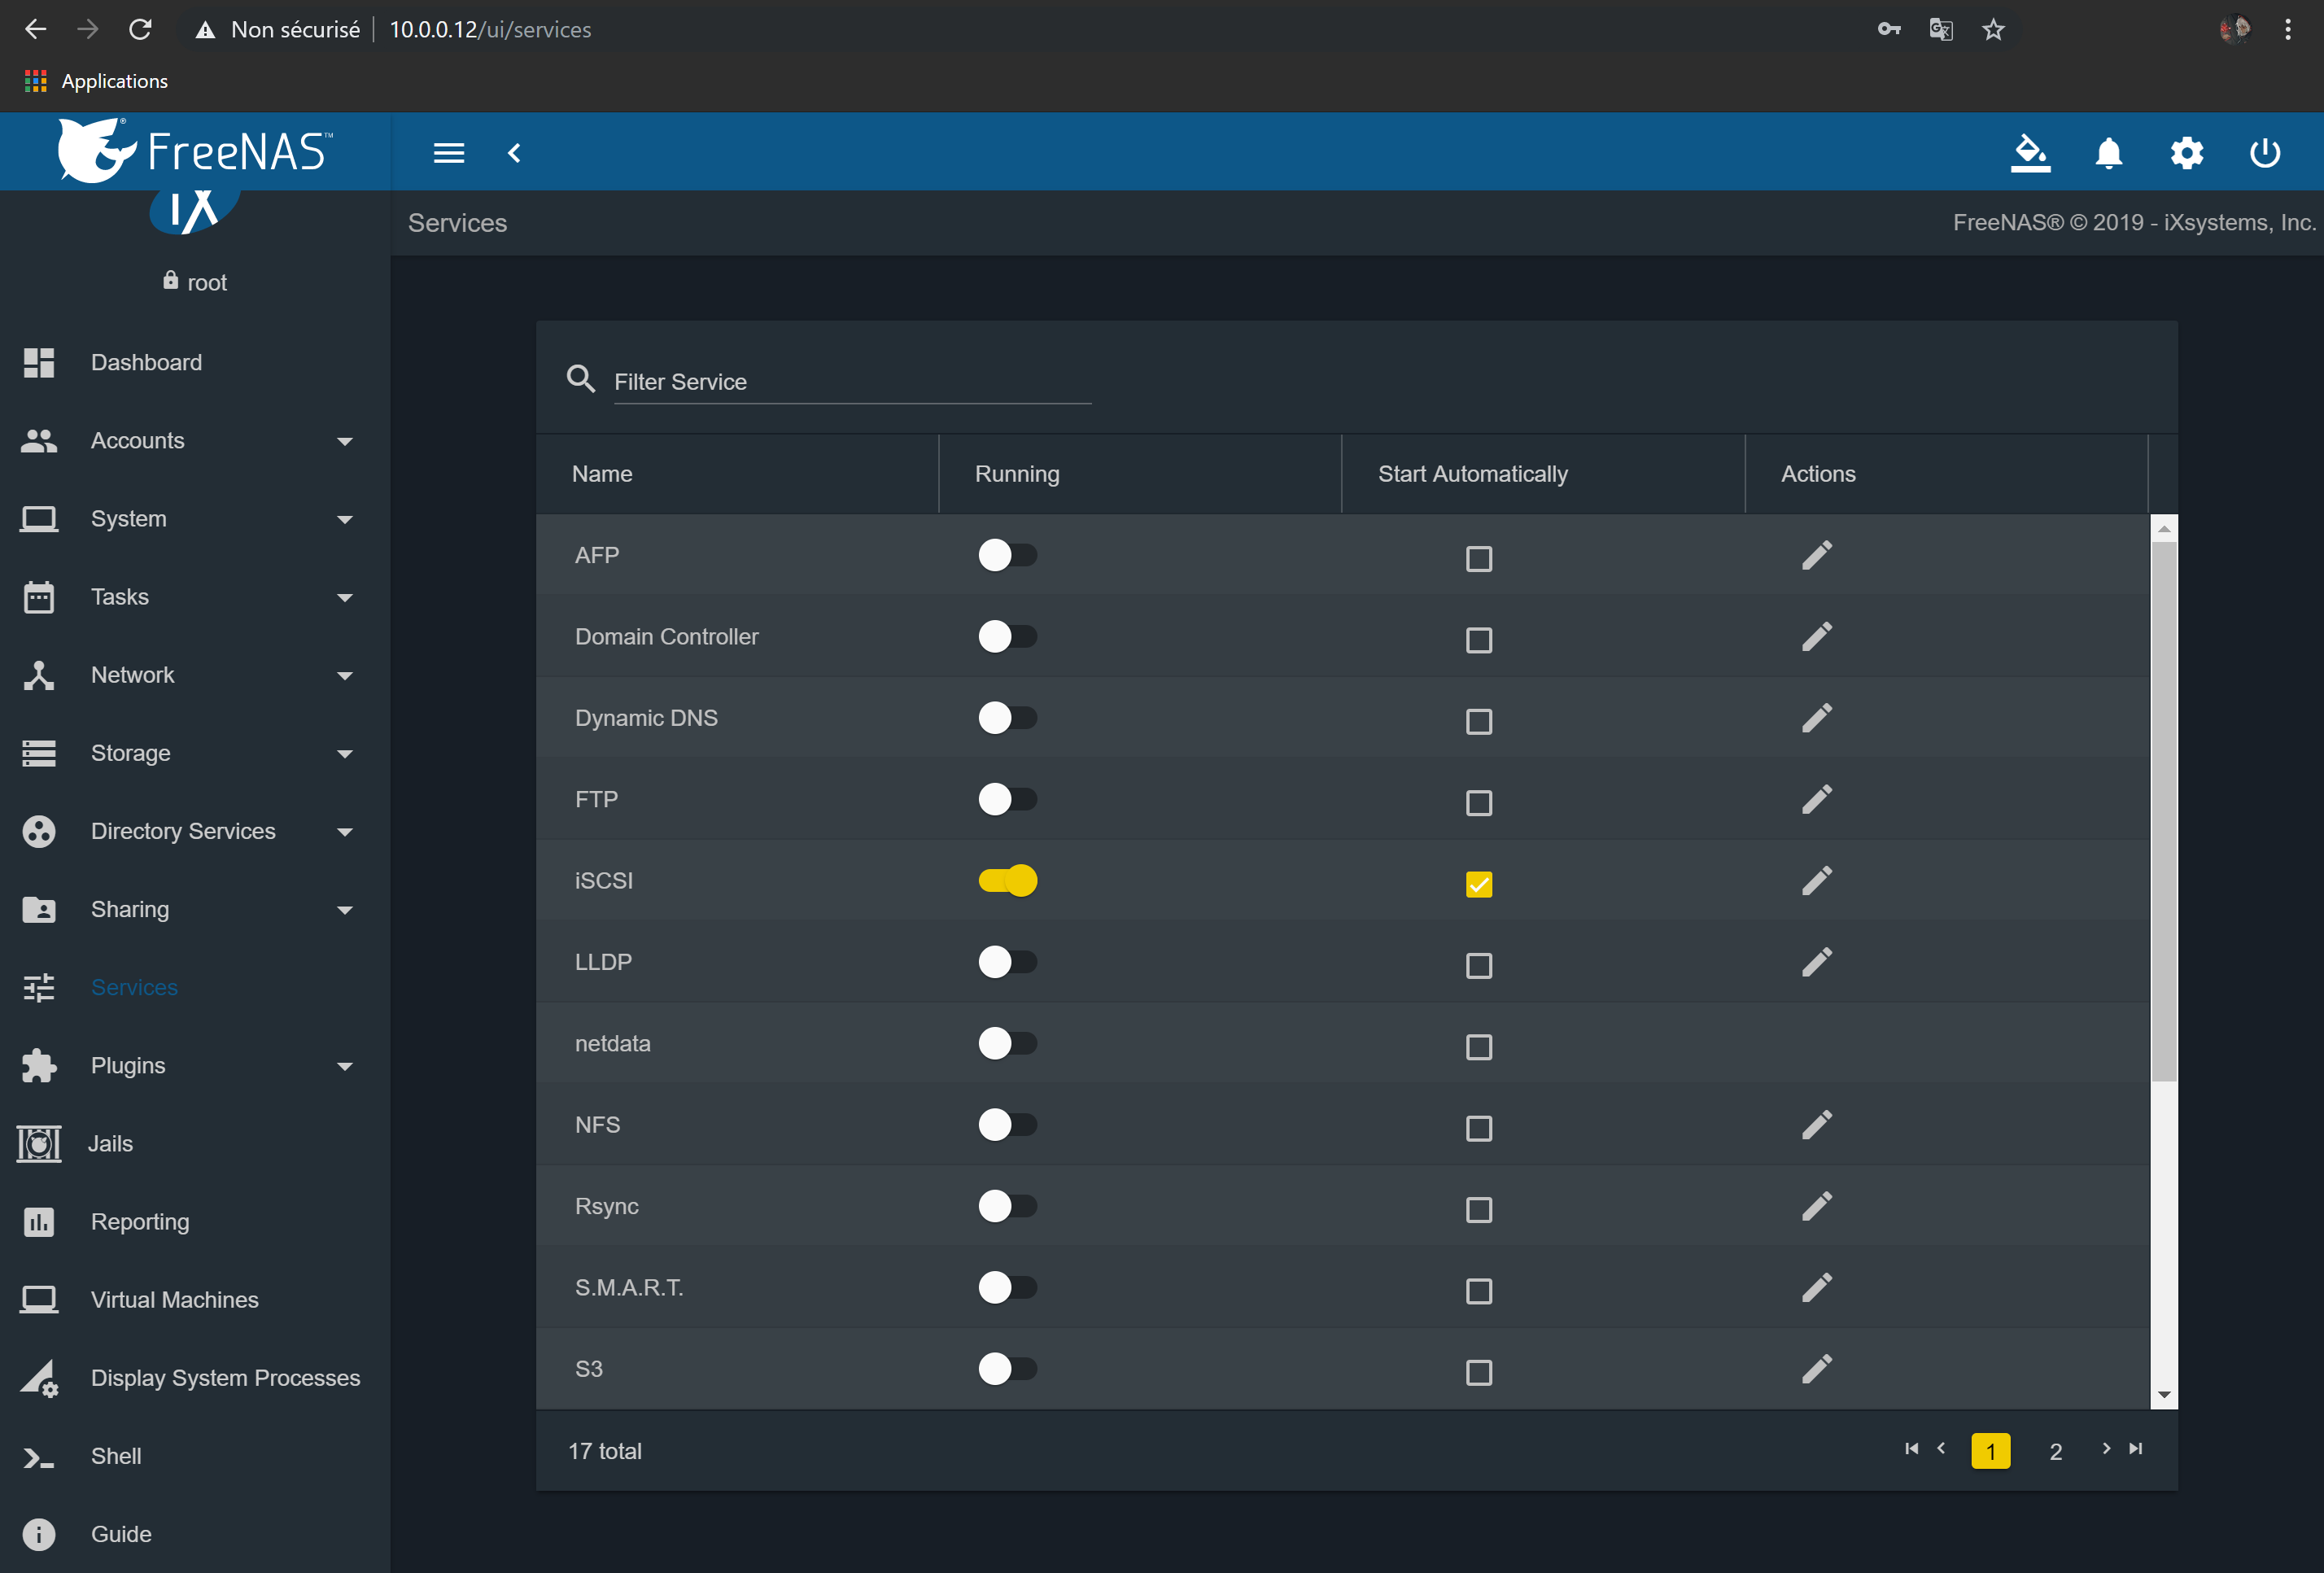 Non sécurisé | 10.0.0.12/ui/services
Applications
FreeNAS™
iX
root
Services
FreeNAS® © 2019 - iXsystems, Inc.
Dashboard
Accounts
System
Tasks
Network
Storage
Directory Services
Sharing
Services
Plugins
Jails
Reporting
Virtual Machines
Display System Processes
Shell
Guide
Filter Service
Name Running Start Automatically Actions
AFP
Domain Controller
Dynamic DNS
FTP
iSCSI
LLDP
netdata
NFS
Rsync
S.M.A.R.T.
S3
17 total
1 2